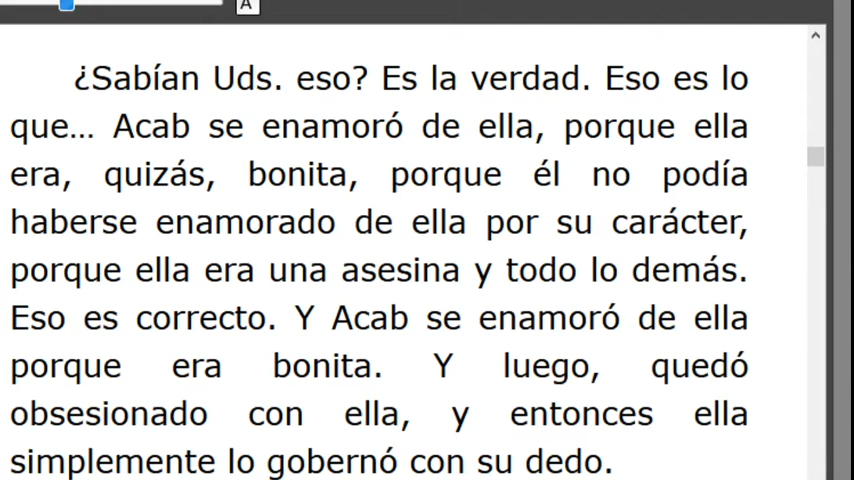 A
¿Sabían Uds. eso? Es la verdad. Eso es lo
que... Acab se enamoró de ella, porque ella
era, quizás, bonita, porque él no podía
haberse enamorado de ella por su carácter,
porque ella era una asesina y todo lo demás.
Eso es correcto. Y Acab se enamoró de ella
porque era bonita. Y luego, quedó
obsesionado con ella, y entonces ella
simplemente lo gobernó con su dedo.